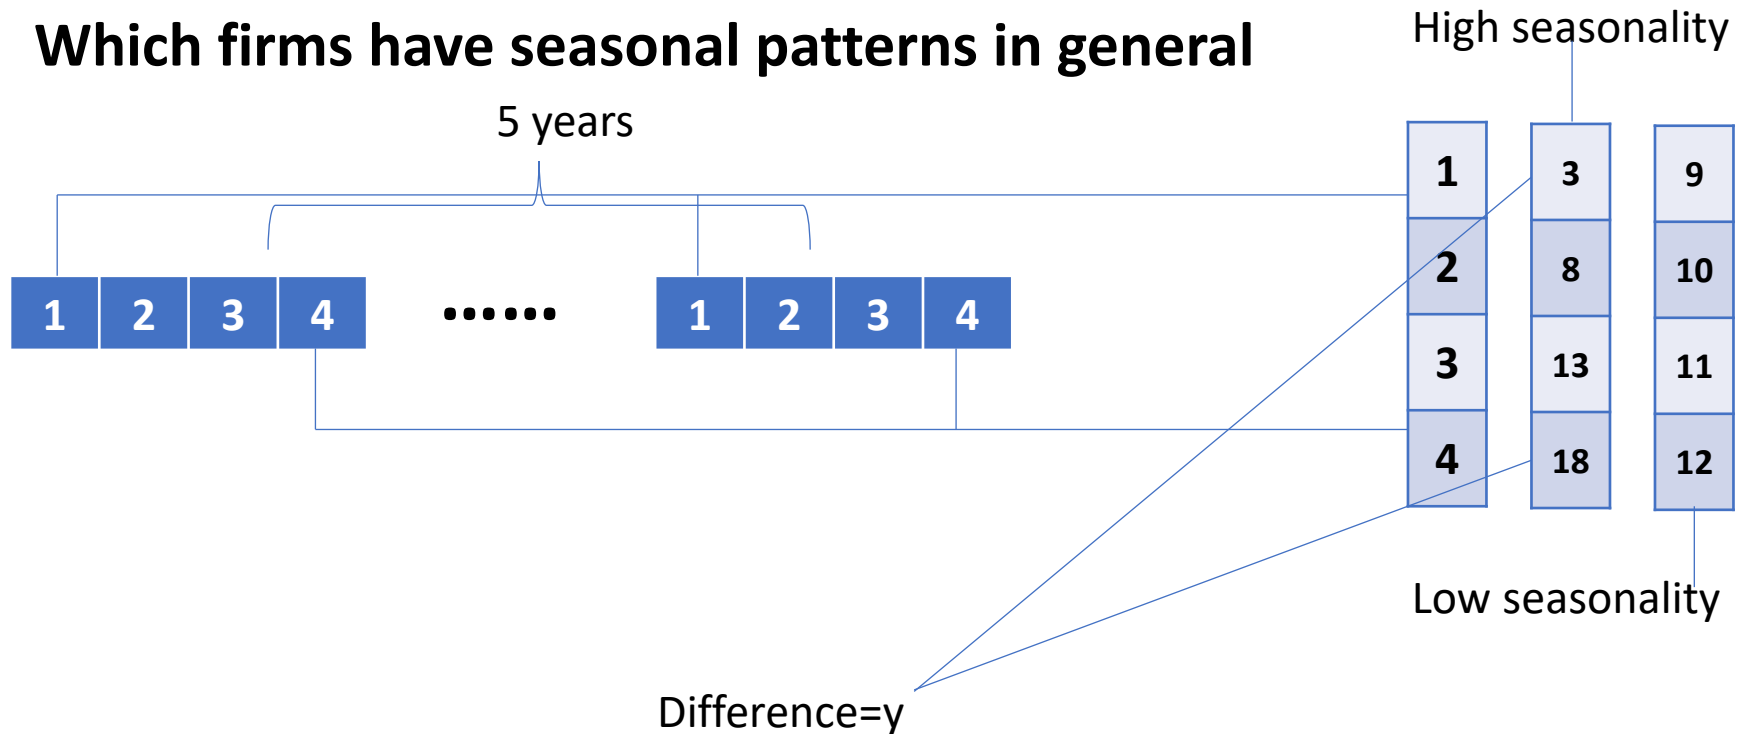 Which firms have seasonal patterns in general
High seasonality
5 years
1 2 3 4 ...... 1 2 3 4
1 3 9
2 8 10
3 13 11
4 18 12
Low seasonality
Difference=y